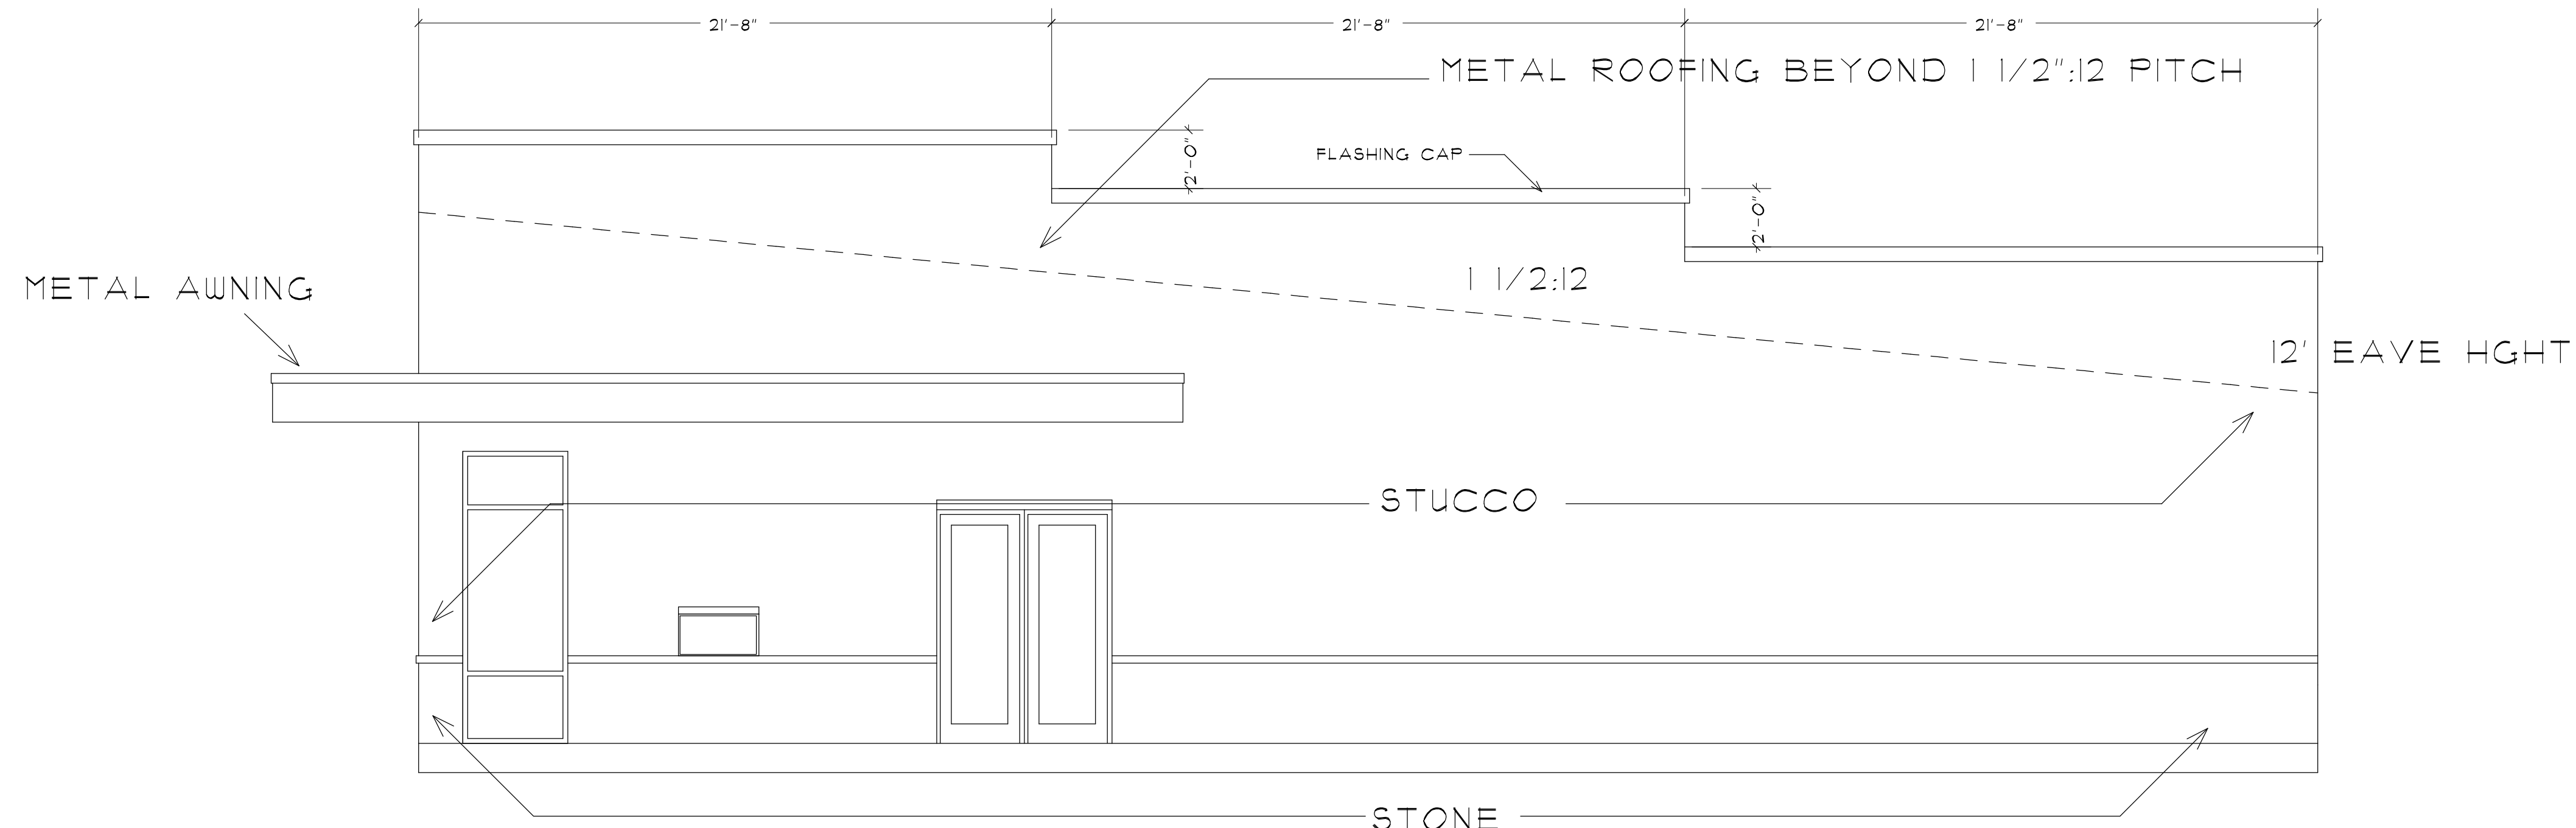 21'-8"
21'-8"
21'-8"
METAL ROOFING BEYOND 1 1/2":12 PITCH
2'-0"
FLASHING CAP
2'-0"
1 1/2:12
METAL AWNING
12' EAVE HGHT
STUCCO
STONE